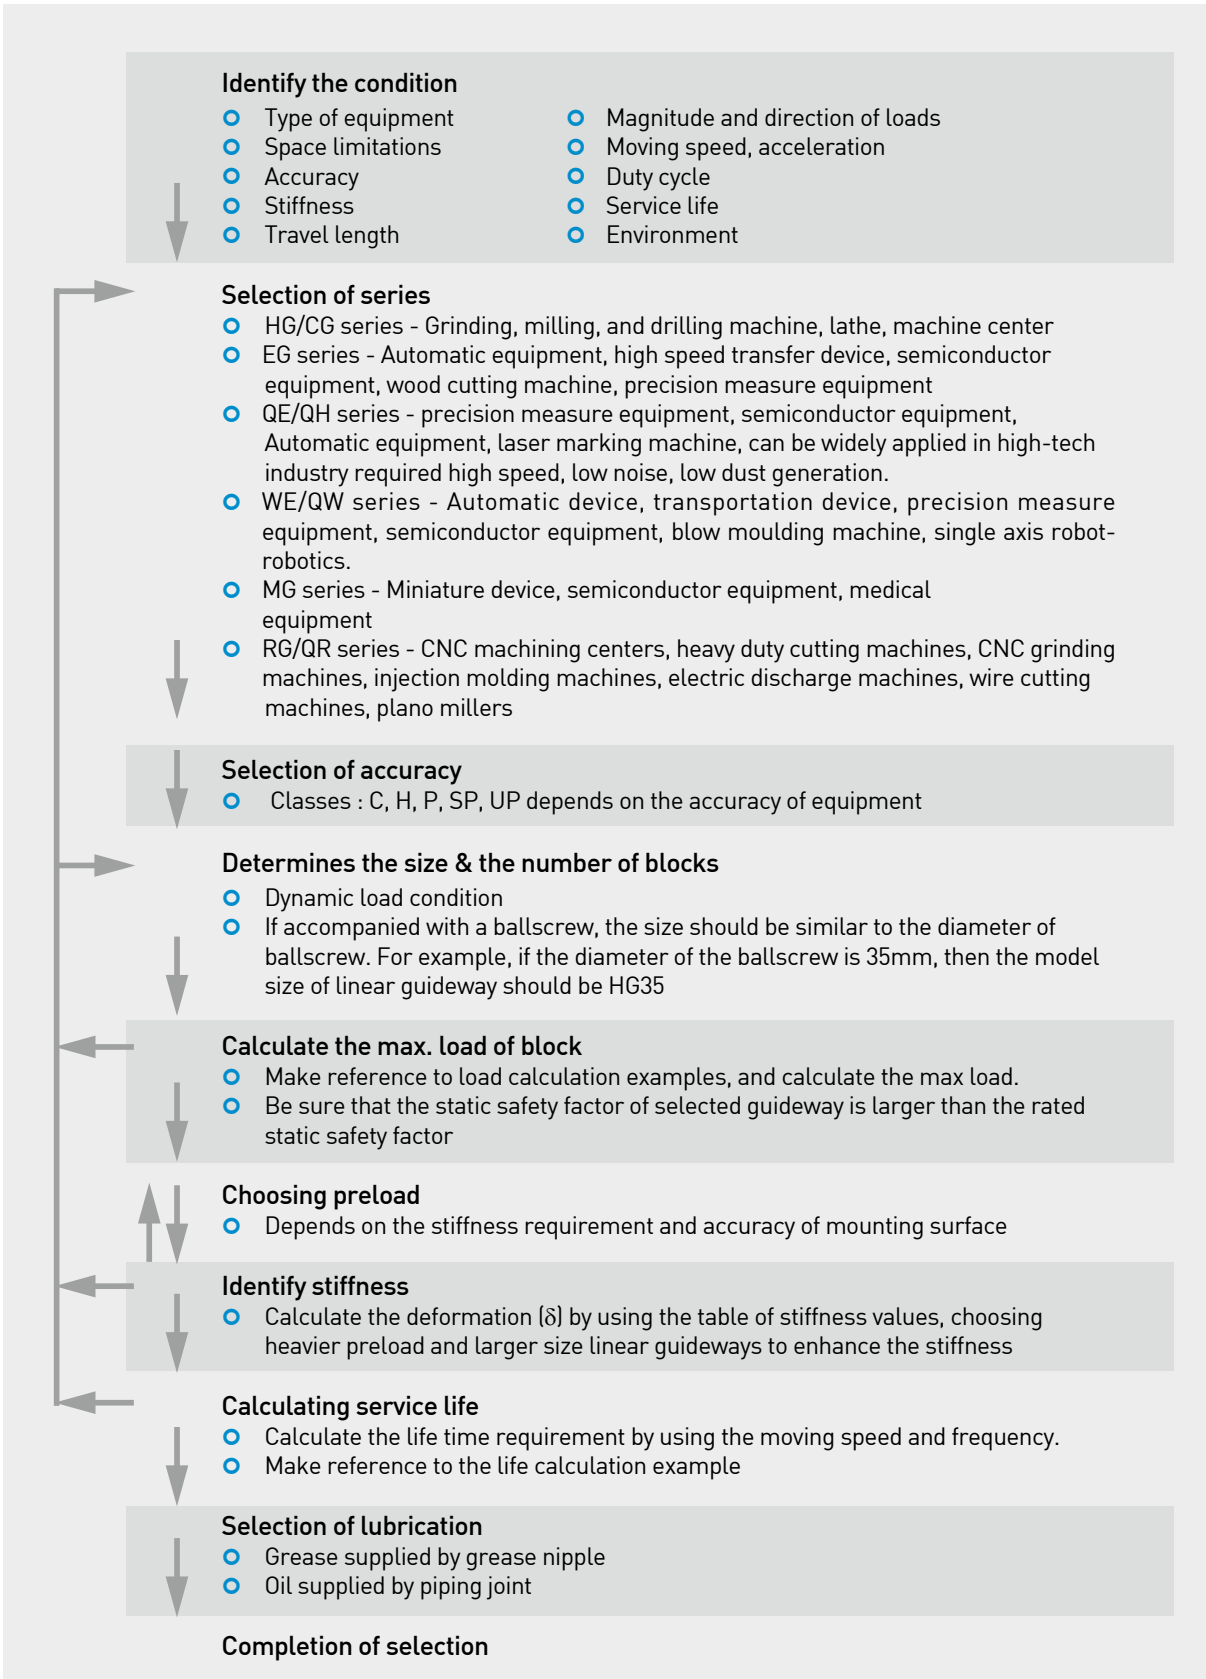 Identify the condition
Type of equipment
Space limitations
Accuracy
Stiffness
Travel length
Magnitude and direction of loads
Moving speed, acceleration
Duty cycle
Service life
Environment
Selection of series
HG/CG series - Grinding, milling, and drilling machine, lathe, machine center
EG series - Automatic equipment, high speed transfer device, semiconductor
equipment, wood cutting machine, precision measure equipment
QE/QH series - precision measure equipment, semiconductor equipment,
Automatic equipment, laser marking machine, can be widely applied in high-tech
industry required high speed, low noise, low dust generation.
WE/QW series - Automatic device, transportation device, precision measure
equipment, semiconductor equipment, blow moulding machine, single axis robot-
robotics.
MG series - Miniature device, semiconductor equipment, medical
equipment
RG/QR series - CNC machining centers, heavy duty cutting machines, CNC grinding
machines, injection molding machines, electric discharge machines, wire cutting
machines, plano millers
Selection of accuracy
Classes : C, H, P, SP, UP depends on the accuracy of equipment
Determines the size & the number of blocks
Dynamic load condition
If accompanied with a ballscrew, the size should be similar to the diameter of
ballscrew. For example, if the diameter of the ballscrew is 35mm, then the model
size of linear guideway should be HG35
Calculate the max. load of block
Make reference to load calculation examples, and calculate the max load.
Be sure that the static safety factor of selected guideway is larger than the rated
static safety factor
Choosing preload
Depends on the stiffness requirement and accuracy of mounting surface
Identify stiffness
Calculate the deformation (δ) by using the table of stiffness values, choosing
heavier preload and larger size linear guideways to enhance the stiffness
Calculating service life
Calculate the life time requirement by using the moving speed and frequency.
Make reference to the life calculation example
Selection of lubrication
Grease supplied by grease nipple
Oil supplied by piping joint
Completion of selection